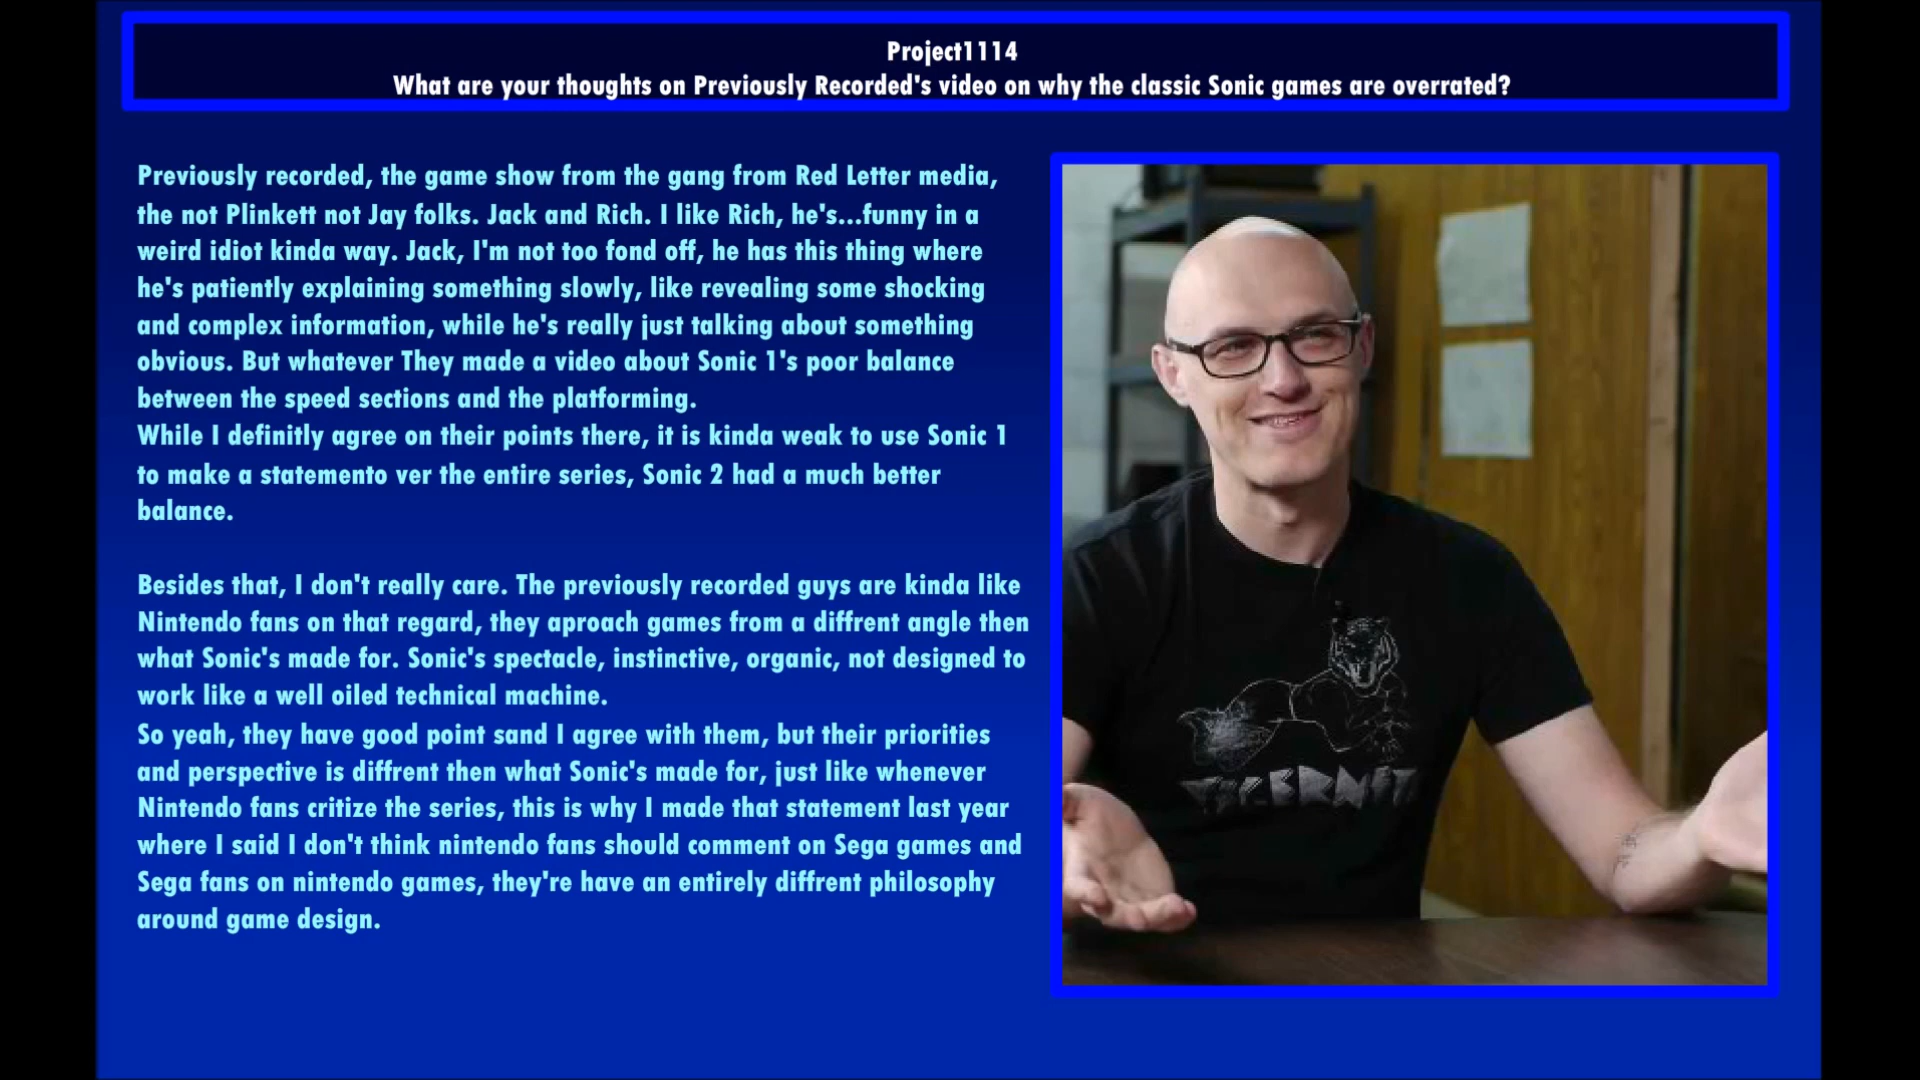 Project1114
What are your thoughts on Previously Recorded's video on why the classic Sonic games are overrated?
Previously recorded, the game show from the gang from Red Letter media,
the not Plinkett not Jay folks. Jack and Rich. I like Rich, he's...funny in a
weird idiot kinda way. Jack, I'm not too fond off, he has this thing where
he's patiently explaining something slowly, like revealing some shocking
and complex information, while he's really just talking about something
obvious. But whatever They made a video about Sonic 1's poor balance
between the speed sections and the platforming.
While I definitly agree on their points there, it is kinda weak to use Sonic 1
to make a statemento ver the entire series, Sonic 2 had a much better
balance.
Besides that, I don't really care. The previously recorded guys are kinda like
Nintendo fans on that regard, they aproach games from a diffrent angle then
what Sonic's made for. Sonic's spectacle, instinctive, organic, not designed to
work like a well oiled technical machine.
So yeah, they have good point sand I agree with them, but their priorities
and perspective is diffrent then what Sonic's made for, just like whenever
Nintendo fans critize the series, this is why I made that statement last year
where I said I don't think nintendo fans should comment on Sega games and
Sega fans on nintendo games, they're have an entirely diffrent philosophy
around game design.